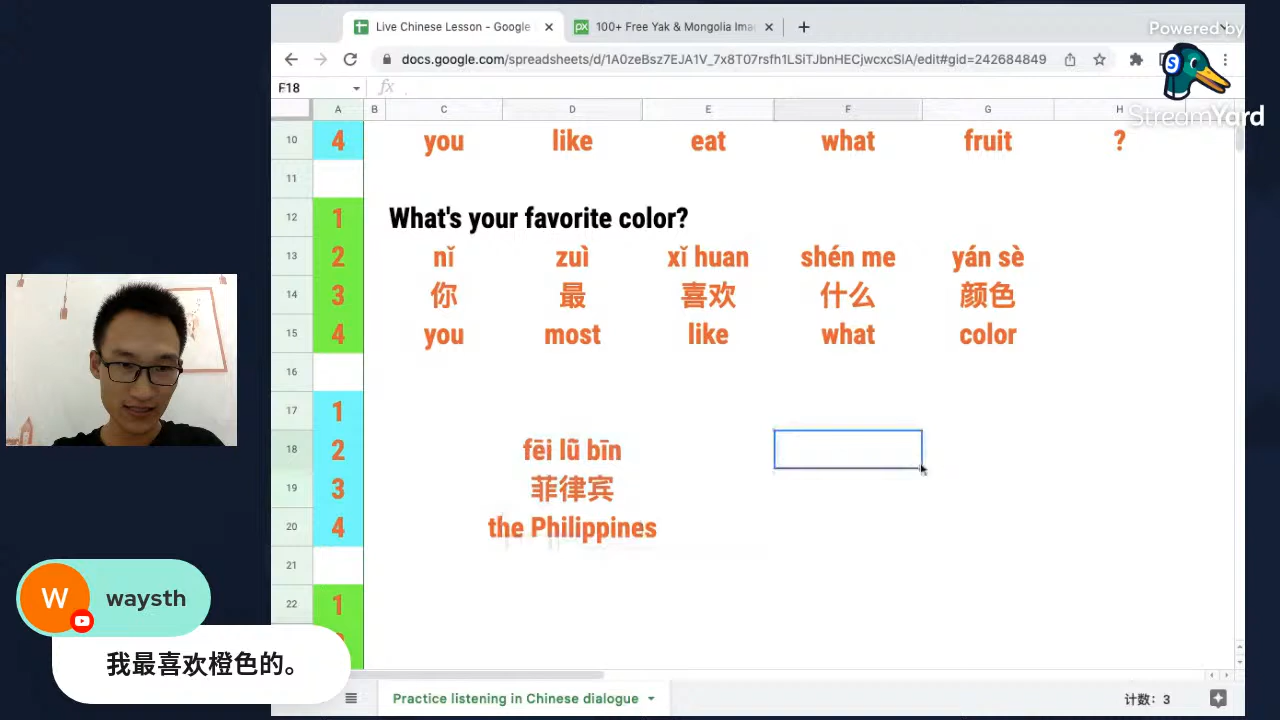 Live Chinese Lesson - Google
100+ Free Yak & Mongolia Ima
Powered by
docs.google.com/spreadsheets/d/1A0zeBsz7EJA1V_7x8T07rsfh1LSiTJbnHECjwcxcSlA/edit#gid=242684849
StreamYard
F18 fx
A B C D E F G H
10 4 you like eat what fruit ?
11
12 1 What's your favorite color?
13 2 nǐ zuì xǐ huan shén me yán sè
14 3 你 最 喜欢 什么 颜色
15 4 you most like what color
16
17 1
18 2 fēi lǜ bīn
19 3 菲律宾
20 4 the Philippines
21
22 1
W waysth
我最喜欢橙色的。
Practice listening in Chinese dialogue 计数：3